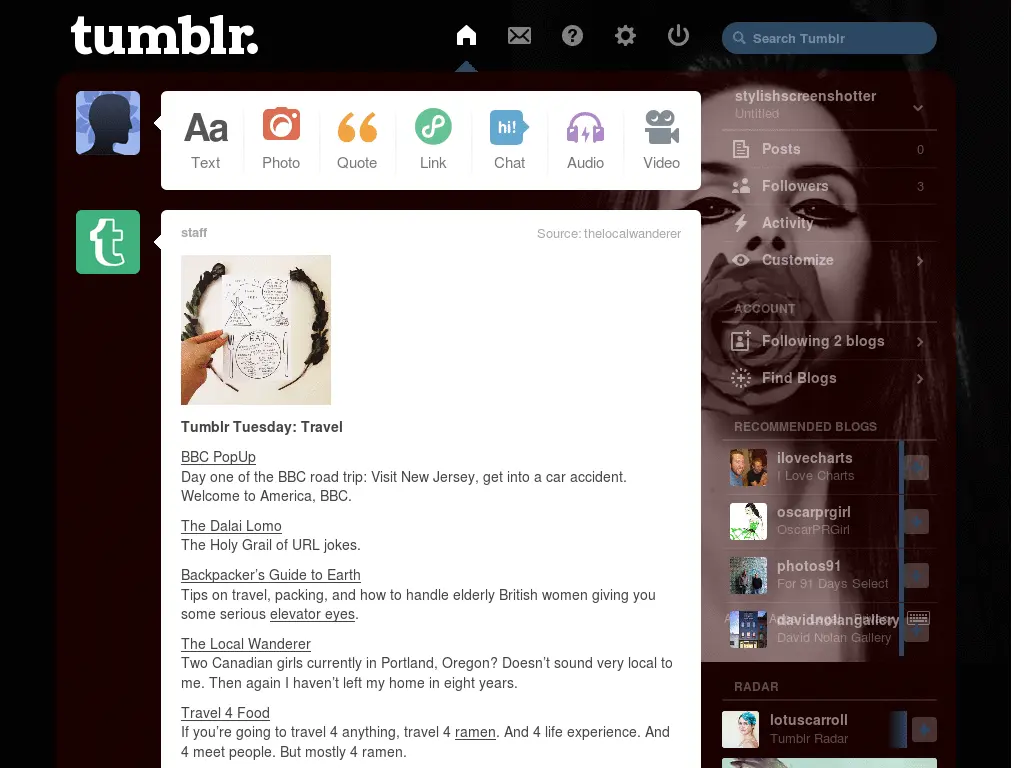 tumblr.
Search Tumblr
stylishscreenshotter
Untitled
Aa
hi!
Text
Photo
Quote
Link
Chat
Audio
Video
Posts
0
Followers
3
Activity
Customize
ACCOUNT
Following 2 blogs
Find Blogs
RECOMMENDED BLOGS
ilovecharts
I Love Charts
oscarprgirl
OscarPRGirl
photos91
For 91 Days Select
davidnolangallery
David Nolan Gallery
RADAR
lotuscarroll
Tumblr Radar
t
staff
Source: thelocalwanderer
EAT
Tumblr Tuesday: Travel
BBC PopUp
Day one of the BBC road trip: Visit New Jersey, get into a car accident.
Welcome to America, BBC.
The Dalai Lomo
The Holy Grail of URL jokes.
Backpacker’s Guide to Earth
Tips on travel, packing, and how to handle elderly British women giving you
some serious elevator eyes.
The Local Wanderer
Two Canadian girls currently in Portland, Oregon? Doesn’t sound very local to
me. Then again I haven’t left my home in eight years.
Travel 4 Food
If you’re going to travel 4 anything, travel 4 ramen. And 4 life experience. And
4 meet people. But mostly 4 ramen.